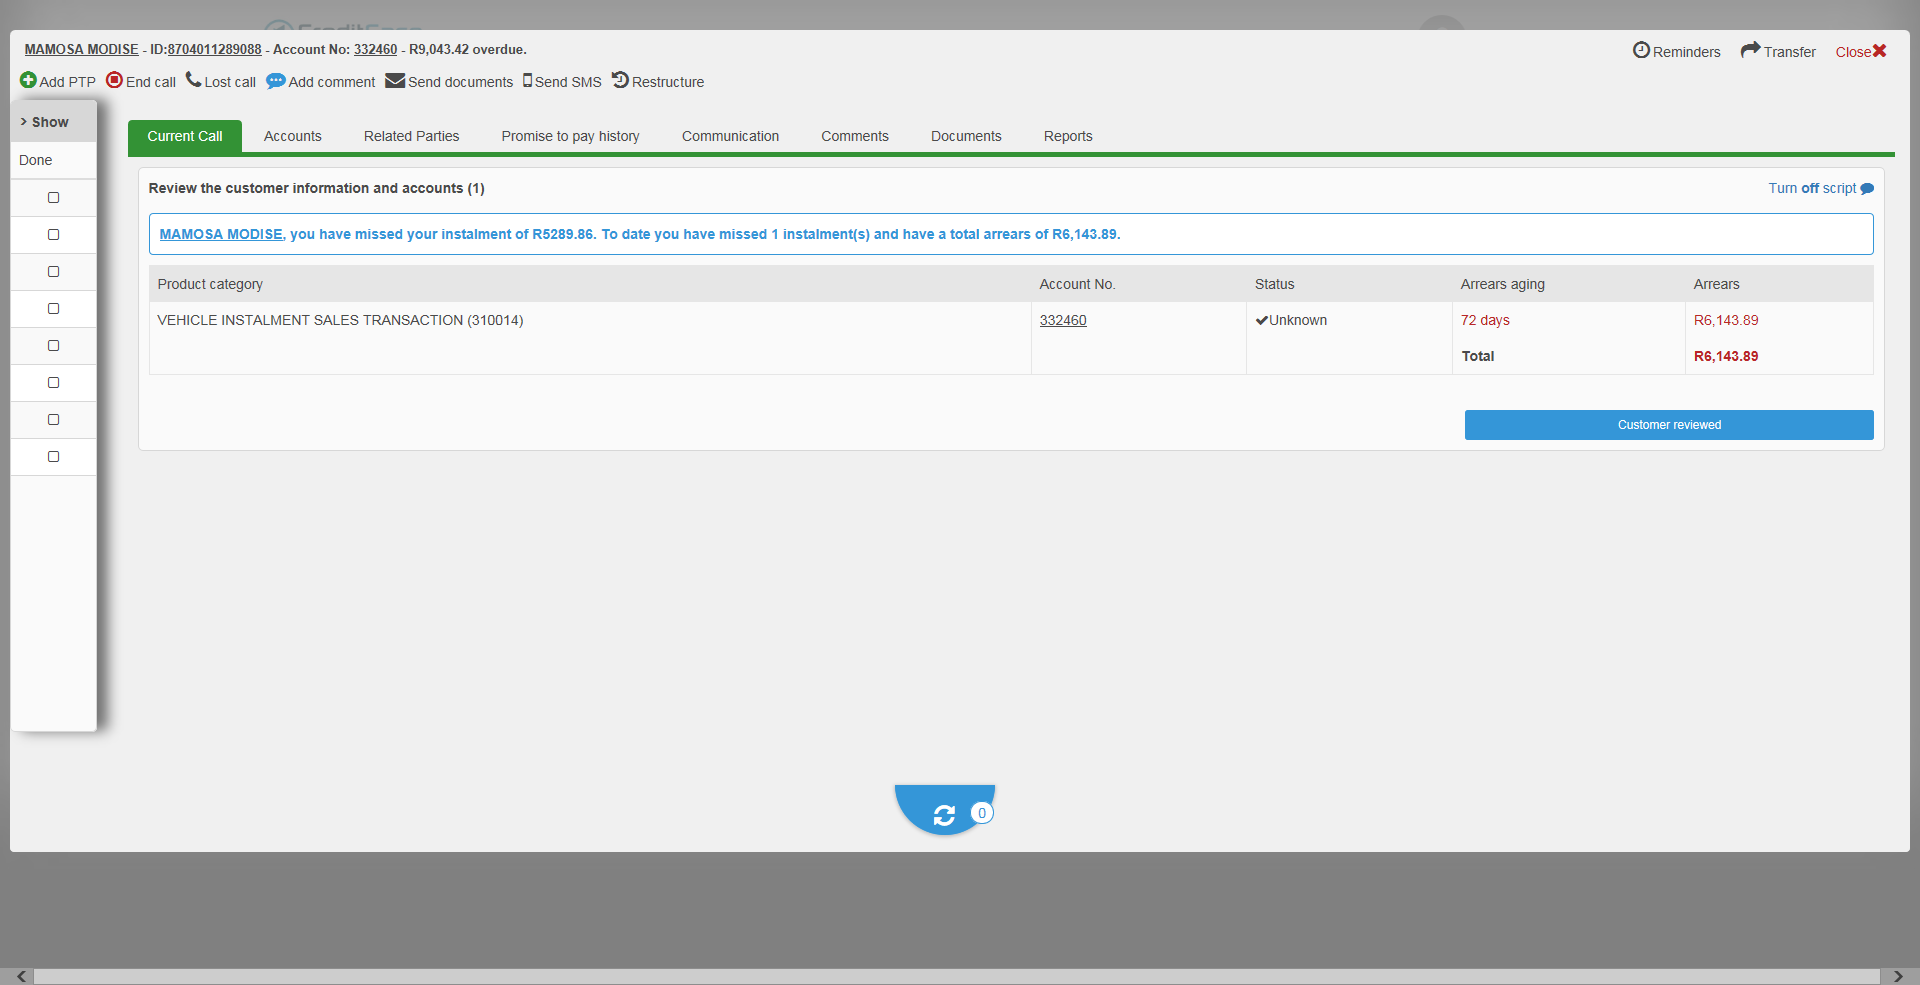 MAMOSA MODISE - ID:8704011289088 - Account No: 332460 - R9,043.42 overdue.
Reminders Transfer Close
Add PTP End call Lost call Add comment Send documents Send SMS Restructure
> Show
Done
Current Call Accounts Related Parties Promise to pay history Communication Comments Documents Reports
Review the customer information and accounts (1)
Turn off script
MAMOSA MODISE, you have missed your instalment of R5289.86. To date you have missed 1 instalment(s) and have a total arrears of R6,143.89.
Product category Account No. Status Arrears aging Arrears
VEHICLE INSTALMENT SALES TRANSACTION (310014) 332460 Unknown 72 days R6,143.89
Total R6,143.89
Customer reviewed
0